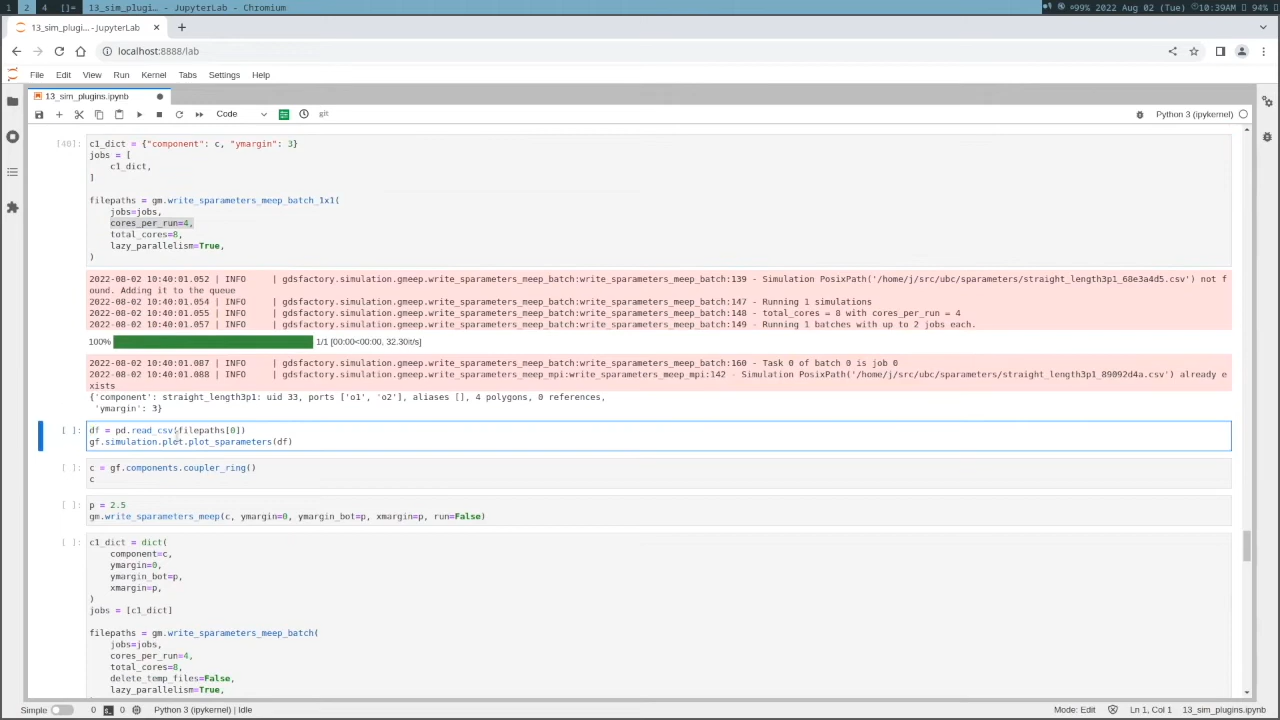 1 2 4 []= 13_sim_plugi... - JupyterLab - Chromium 99% 2022 Aug 02 (Tue) 10:39AM 94%
13_sim_plugi... - JupyterLab
localhost:8888/lab
File Edit View Run Kernel Tabs Settings Help
13_sim_plugins.ipynb
Code git Python 3 (ipykernel)
[40]: c1_dict = {"component": c, "ymargin": 3}
jobs = [
c1_dict,
]
filepaths = gm.write_sparameters_meep_batch_1x1(
jobs=jobs,
cores_per_run=4,
total_cores=8,
lazy_parallelism=True,
)
2022-08-02 10:40:01.052 | INFO | gdsfactory.simulation.gmeep.write_sparameters_meep_batch:write_sparameters_meep_batch:139 - Simulation PosixPath('/home/j/src/ubc/sparameters/straight_length3p1_68e3a4d5.csv') not f
ound. Adding it to the queue
2022-08-02 10:40:01.054 | INFO | gdsfactory.simulation.gmeep.write_sparameters_meep_batch:write_sparameters_meep_batch:147 - Running 1 simulations
2022-08-02 10:40:01.055 | INFO | gdsfactory.simulation.gmeep.write_sparameters_meep_batch:write_sparameters_meep_batch:148 - total_cores = 8 with cores_per_run = 4
2022-08-02 10:40:01.057 | INFO | gdsfactory.simulation.gmeep.write_sparameters_meep_batch:write_sparameters_meep_batch:149 - Running 1 batches with up to 2 jobs each.
100% 1/1 [00:00<00:00, 32.30it/s]
2022-08-02 10:40:01.087 | INFO | gdsfactory.simulation.gmeep.write_sparameters_meep_batch:write_sparameters_meep_batch:160 - Task 0 of batch 0 is job 0
2022-08-02 10:40:01.088 | INFO | gdsfactory.simulation.gmeep.write_sparameters_meep_mpi:write_sparameters_meep_mpi:142 - Simulation PosixPath('/home/j/src/ubc/sparameters/straight_length3p1_89092d4a.csv') already e
xists
{'component': straight_length3p1: uid 33, ports ['o1', 'o2'], aliases [], 4 polygons, 0 references,
'ymargin': 3}
[ ]: df = pd.read_csv(filepaths[0])
gf.simulation.plot.plot_sparameters(df)
[ ]: c = gf.components.coupler_ring()
c
[ ]: p = 2.5
gm.write_sparameters_meep(c, ymargin=0, ymargin_bot=p, xmargin=p, run=False)
[ ]: c1_dict = dict(
component=c,
ymargin=0,
ymargin_bot=p,
xmargin=p,
)
jobs = [c1_dict]
filepaths = gm.write_sparameters_meep_batch(
jobs=jobs,
cores_per_run=4,
total_cores=8,
delete_temp_files=False,
lazy_parallelism=True,
Simple 0 0 Python 3 (ipykernel) | Idle Mode: Edit Ln 1, Col 1 13_sim_plugins.ipynb